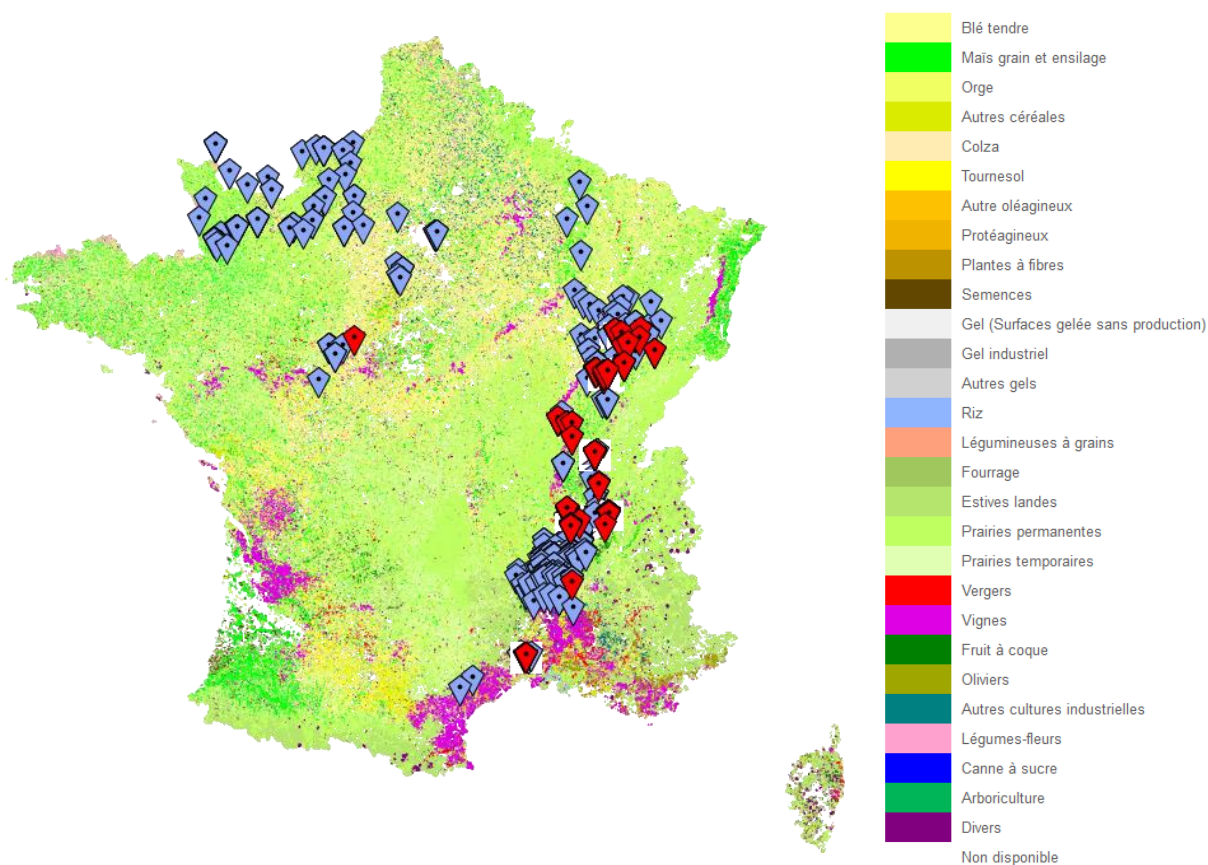 Blé tendre
Maïs grain et ensilage
Orge
Autres céréales
Colza
Tournesol
Autre oléagineux
Protéagineux
Plantes à fibres
Semences
Gel (Surfaces gelée sans production)
Gel industriel
Autres gels
Riz
Légumineuses à grains
Fourrage
Estives landes
Prairies permanentes
Prairies temporaires
Vergers
Vignes
Fruit à coque
Oliviers
Autres cultures industrielles
Légumes-fleurs
Canne à sucre
Arboriculture
Divers
Non disponible